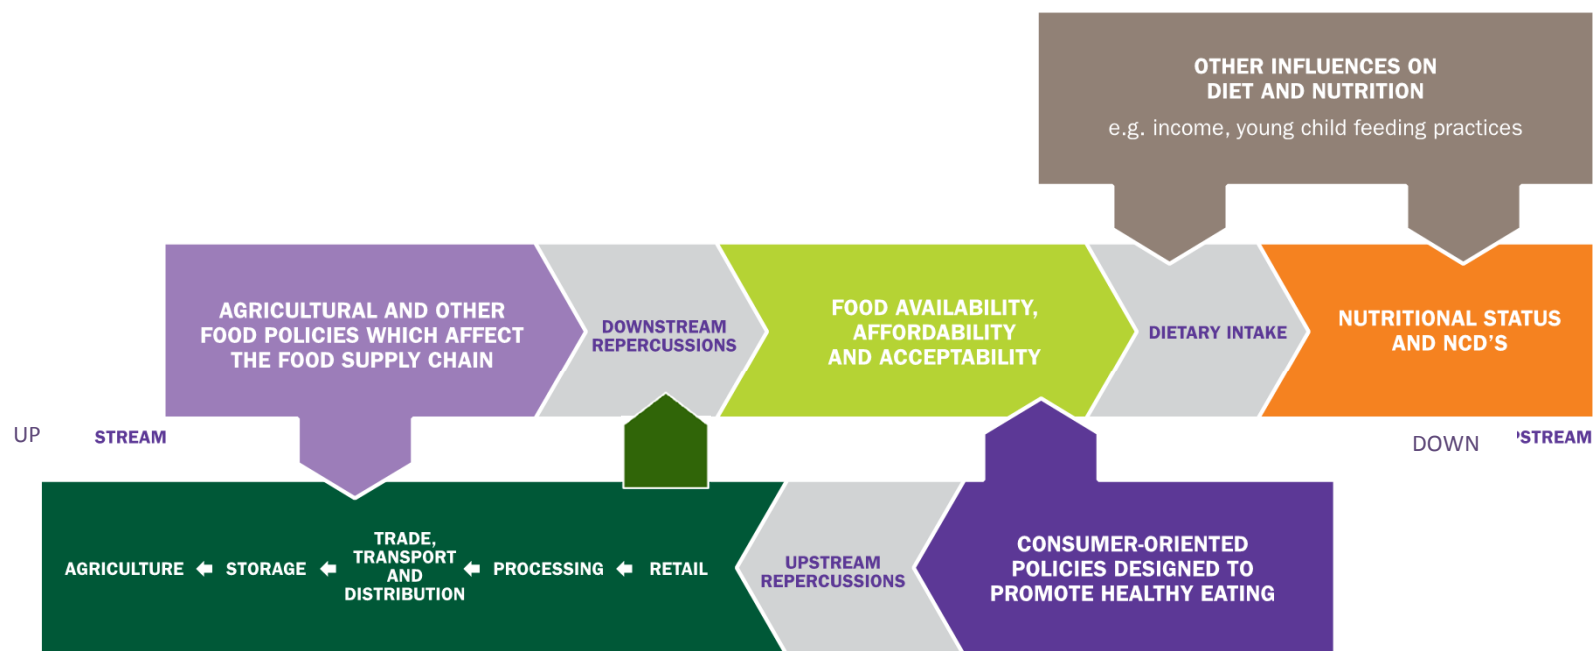 OTHER INFLUENCES ON
DIET AND NUTRITION
e.g. income, young child feeding practices
AGRICULTURAL AND OTHER
FOOD POLICIES WHICH AFFECT
THE FOOD SUPPLY CHAIN
DOWNSTREAM
REPERCUSSIONS
FOOD AVAILABILITY,
AFFORDABILITY
AND ACCEPTABILITY
DIETARY INTAKE
NUTRITIONAL STATUS
AND NCD'S
UP STREAM
DOWN PSTREAM
AGRICULTURE
STORAGE
TRADE,
TRANSPORT
AND
DISTRIBUTION
PROCESSING
RETAIL
UPSTREAM
REPERCUSSIONS
CONSUMER-ORIENTED
POLICIES DESIGNED TO
PROMOTE HEALTHY EATING